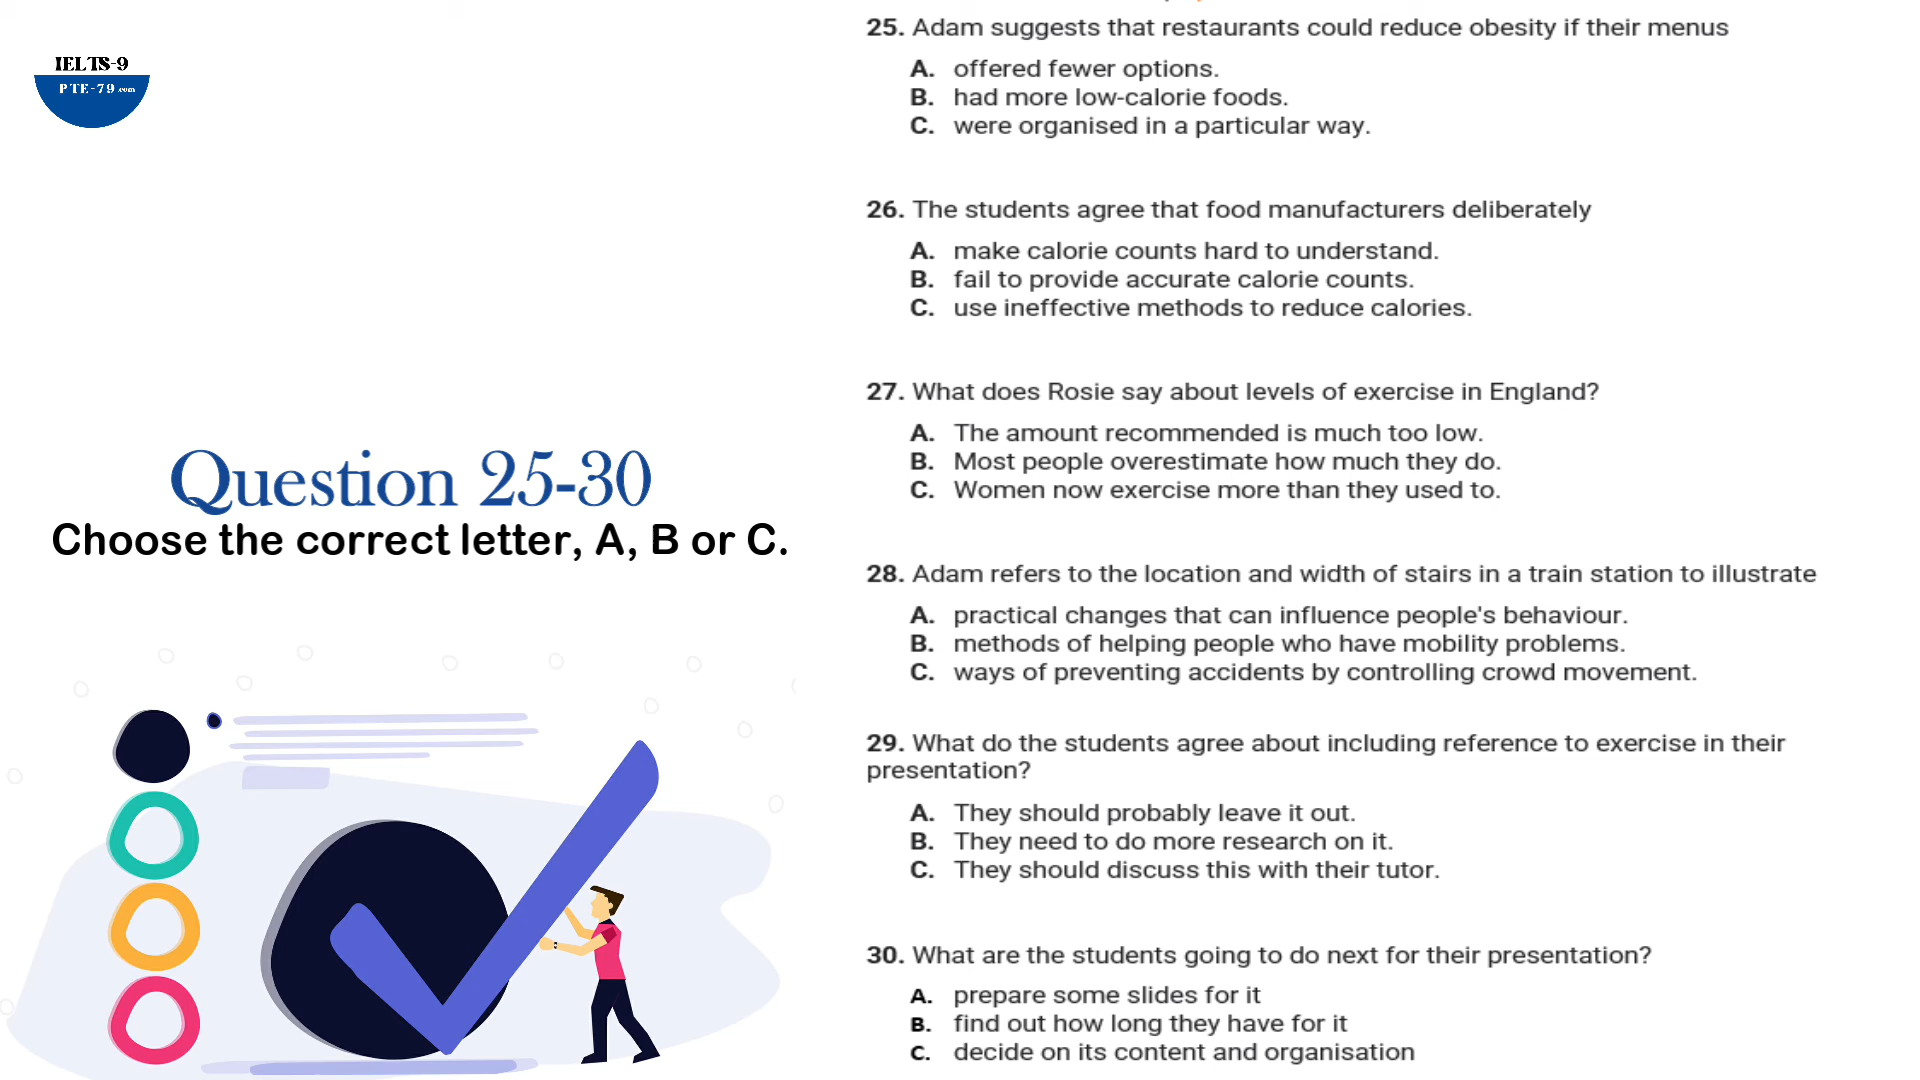 IELTS-9
PTE-79.com
Question 25-30
Choose the correct letter, A, B or C.
25. Adam suggests that restaurants could reduce obesity if their menus
A. offered fewer options.
B. had more low-calorie foods.
C. were organised in a particular way.
26. The students agree that food manufacturers deliberately
A. make calorie counts hard to understand.
B. fail to provide accurate calorie counts.
C. use ineffective methods to reduce calories.
27. What does Rosie say about levels of exercise in England?
A. The amount recommended is much too low.
B. Most people overestimate how much they do.
C. Women now exercise more than they used to.
28. Adam refers to the location and width of stairs in a train station to illustrate
A. practical changes that can influence people's behaviour.
B. methods of helping people who have mobility problems.
C. ways of preventing accidents by controlling crowd movement.
29. What do the students agree about including reference to exercise in their
presentation?
A. They should probably leave it out.
B. They need to do more research on it.
C. They should discuss this with their tutor.
30. What are the students going to do next for their presentation?
A. prepare some slides for it
B. find out how long they have for it
C. decide on its content and organisation